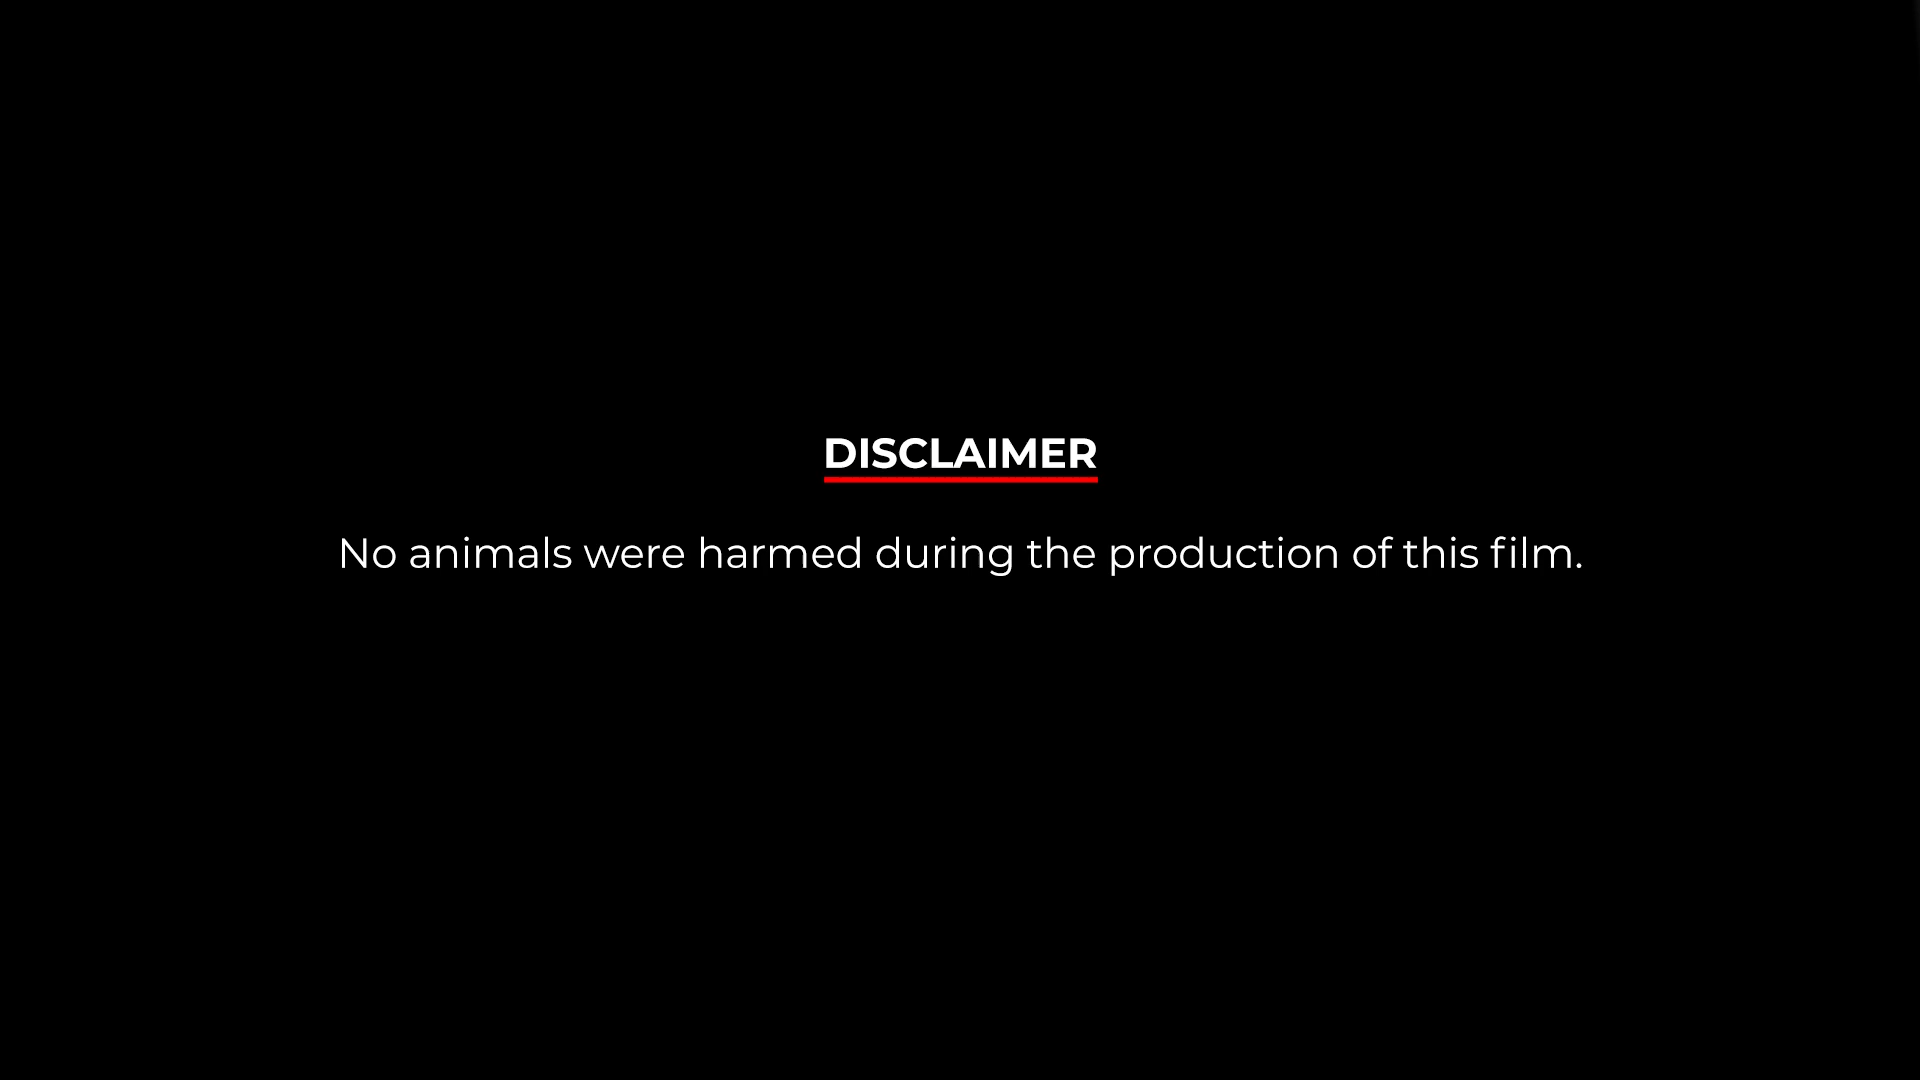 DISCLAIMER
No animals were harmed during the production of this film.